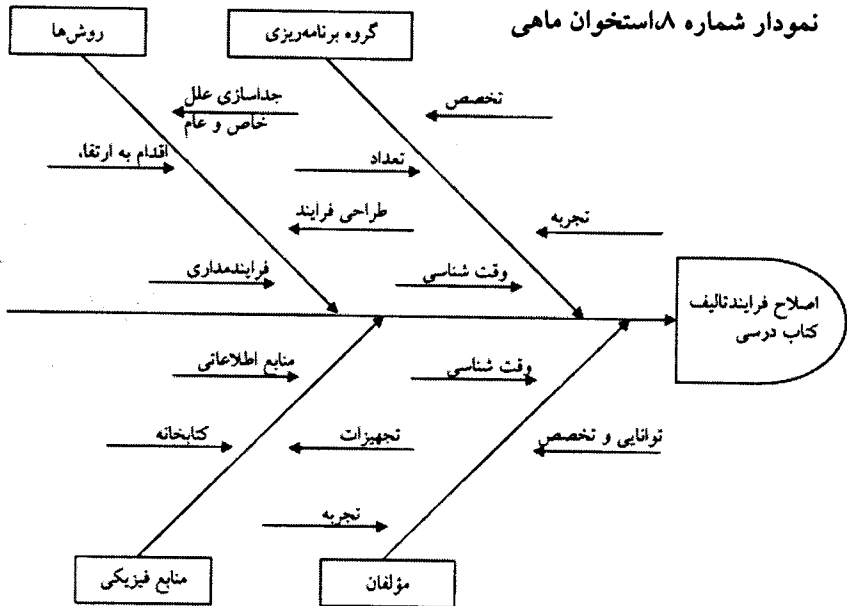 نمودار شماره ۸،استخوان ماهی
گروه برنامه‌ریزی
روش‌ها
تخصص
جداسازی علل
خاص و عام
تعداد
اقدام به ارتقاء
تجربه
طراحی فرایند
وقت شناسی
فرایندمداری
اصلاح فرایندتالیف
کتاب درسی
وقت شناسی
منابع اطلاعاتی
توانایی و تخصص
تجهیزات
کتابخانه
تجربه
مؤلفان
منابع فیزیکی